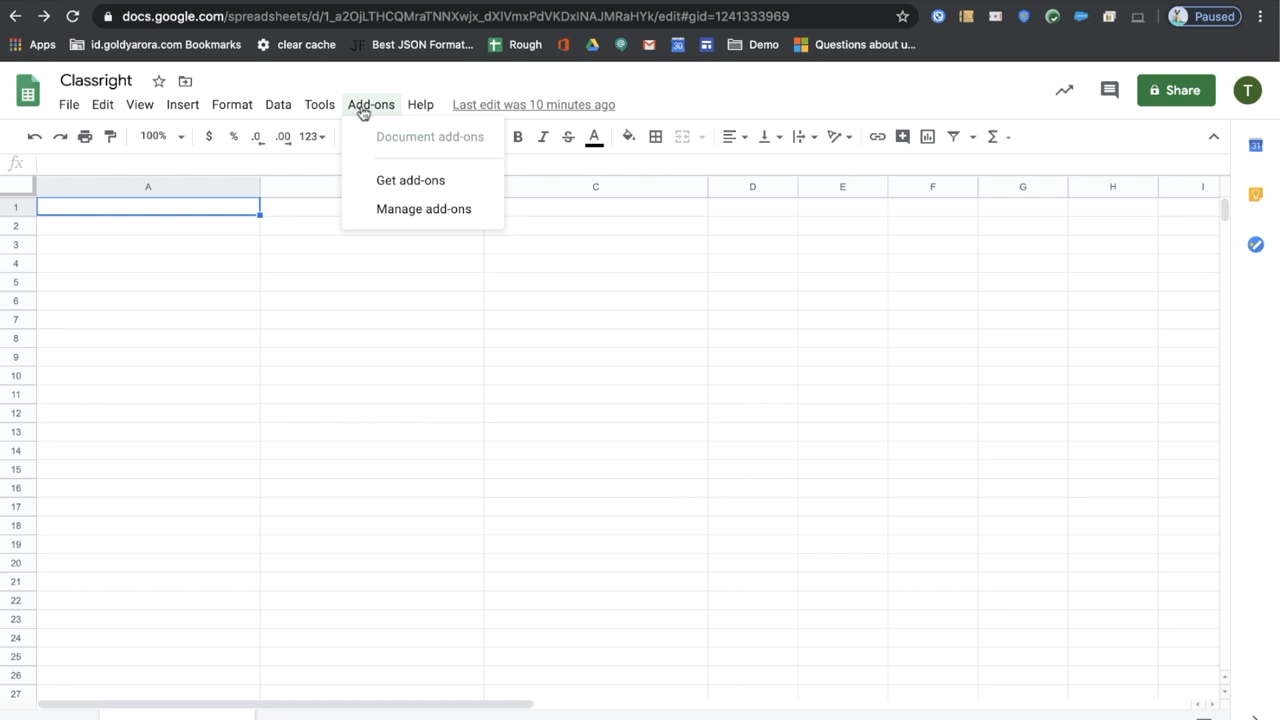 docs.google.com/spreadsheets/d/1_a2OjLTHCQMraTNNXwjx_dXlVmxPdVKDxINAJMRaHYk/edit#gid=1241333969
Paused
Apps
id.goldyarora.com Bookmarks
clear cache
JF Best JSON Format...
Rough
31
Demo
Questions about u...
Classright
File Edit View Insert Format Data Tools Add-ons Help Last edit was 10 minutes ago
Share
T
100% $ % .0 .00 123
B I S A
Σ
31
Document add-ons
Get add-ons
Manage add-ons
fx
A C D E F G H I
1
2
3
4
5
6
7
8
9
10
11
12
13
14
15
16
17
18
19
20
21
22
23
24
25
26
27